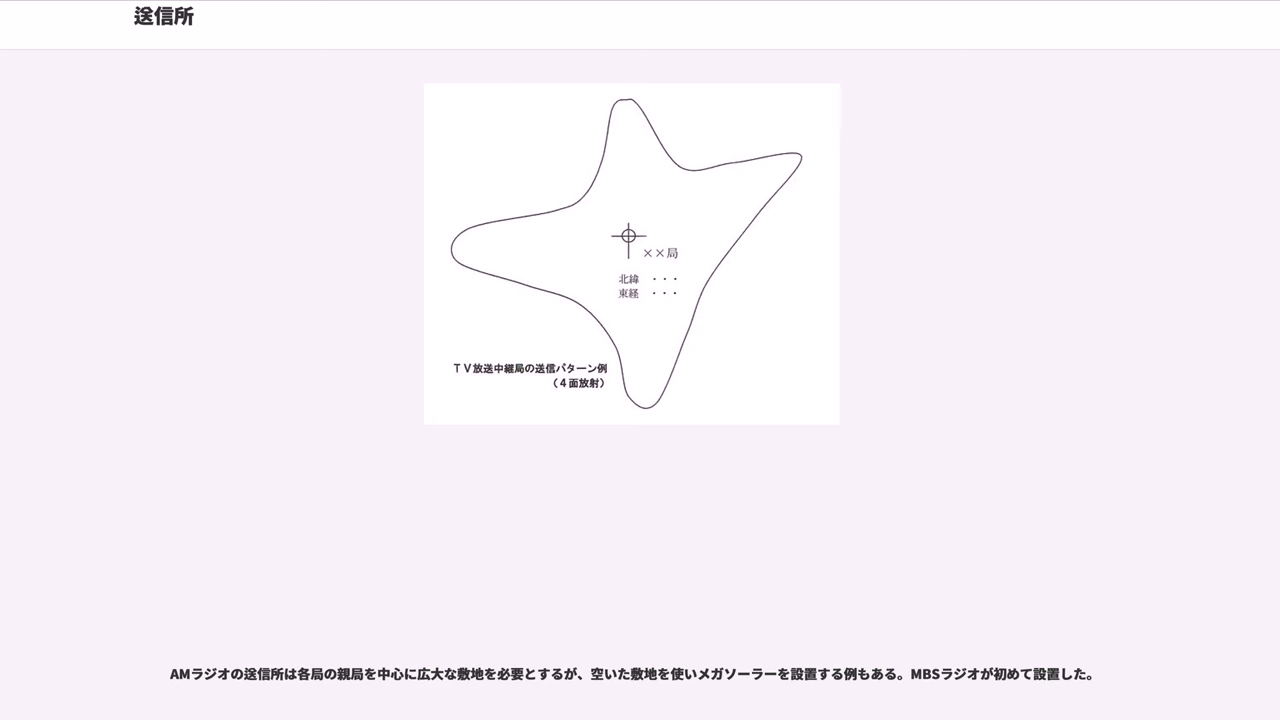 送信所
××局
北緯 ・・・
東経 ・・・
ＴＶ放送中継局の送信パターン例
（４面放射）
AMラジオの送信所は各局の親局を中心に広大な敷地を必要とするが、空いた敷地を使いメガソーラーを設置する例もある。MBSラジオが初めて設置した。